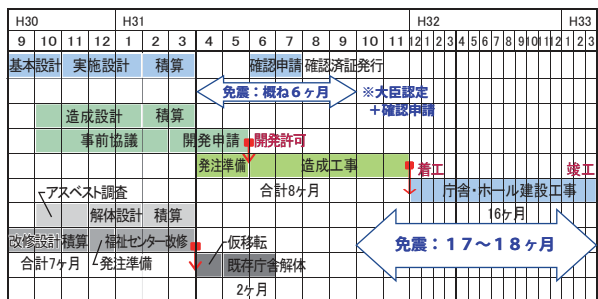 H30 H31 H32 H33
9 10 11 12 1 2 3 4 5 6 7 8 9 10 11 12 1 2 3 4 5 6 7 8 9 10 11 12 1 2 3
基本設計 実施設計 積算 確認申請 確認済証発行
免震：概ね６ヶ月 ※大臣認定
＋確認申請
造成設計 積算
事前協議 開発申請 開発許可
発注準備 造成工事 着工 竣工
アスベスト調査 合計8ヶ月 庁舎・ホール建設工事
解体設計 積算 16ヶ月
改修設計 積算 福祉センター改修 仮移転 免震：１７～１８ヶ月
合計7ヶ月 発注準備 既存庁舎解体
2ヶ月